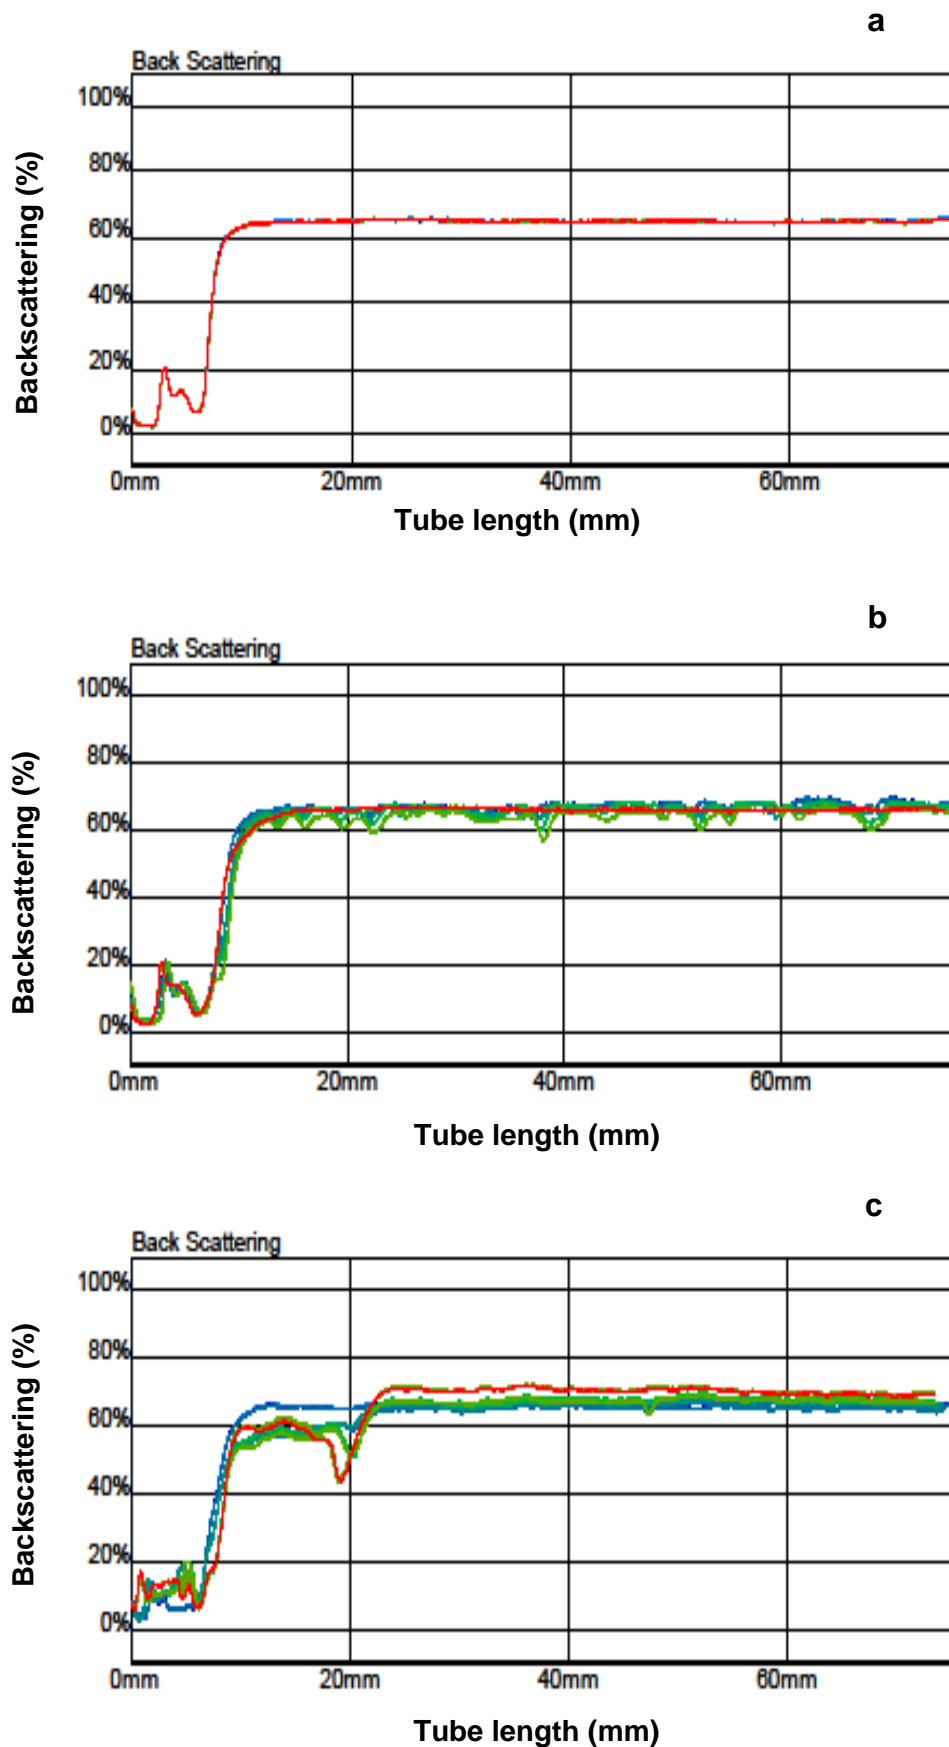 a
Back Scattering
100%
80%
60%
40%
20%
0%
Backscattering (%)
0mm 20mm 40mm 60mm
Tube length (mm)
b
Back Scattering
100%
80%
60%
40%
20%
0%
Backscattering (%)
0mm 20mm 40mm 60mm
Tube length (mm)
c
Back Scattering
100%
80%
60%
40%
20%
0%
Backscattering (%)
0mm 20mm 40mm 60mm
Tube length (mm)